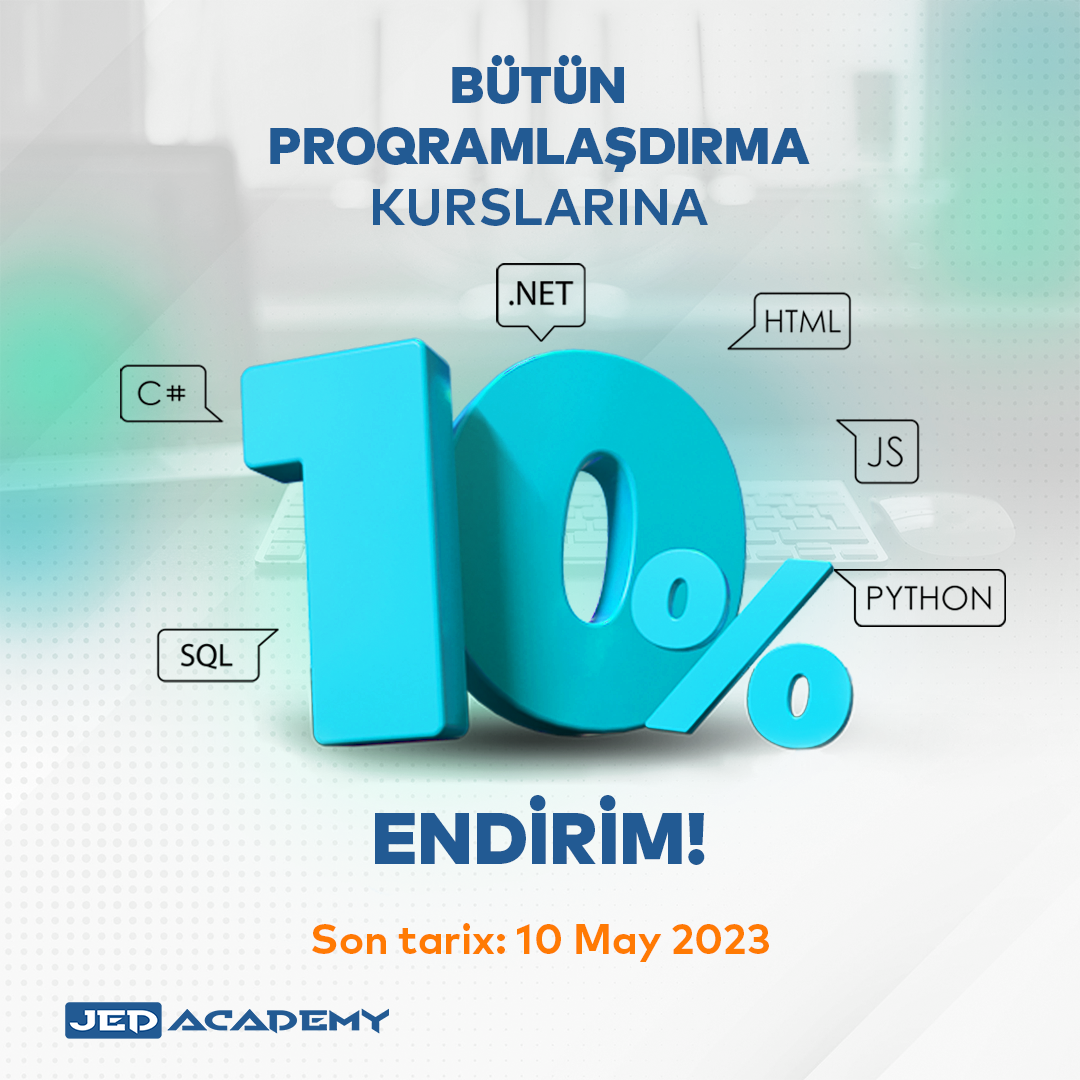 BÜTÜN
PROQRAMLAŞDIRMA
KURSLARINA
.NET
HTML
C#
JS
PYTHON
SQL
10%
ENDİRİM!
Son tarix: 10 May 2023
JED ACADEMY